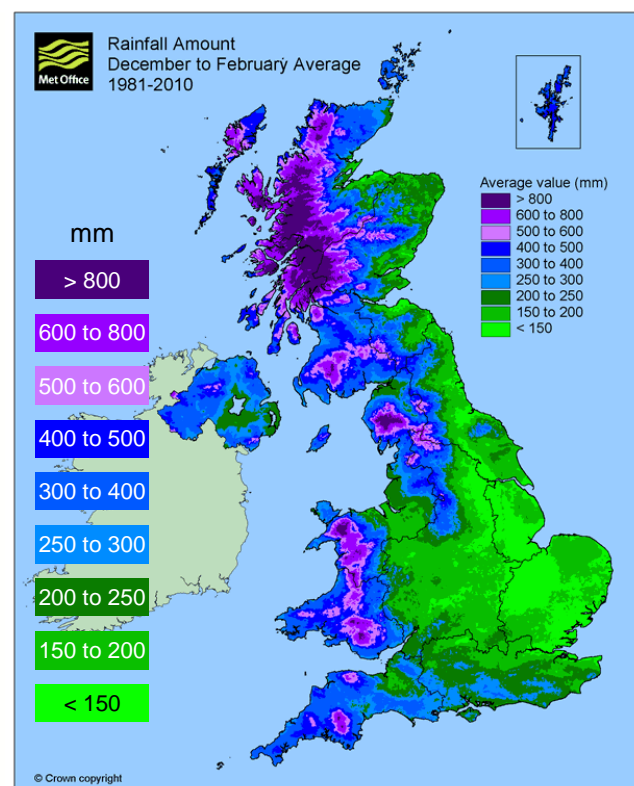 Met Office
Rainfall Amount
December to February Average
1981-2010
Average value (mm)
> 800
600 to 800
500 to 600
400 to 500
300 to 400
250 to 300
200 to 250
150 to 200
< 150
mm
> 800
600 to 800
500 to 600
400 to 500
300 to 400
250 to 300
200 to 250
150 to 200
< 150
© Crown copyright